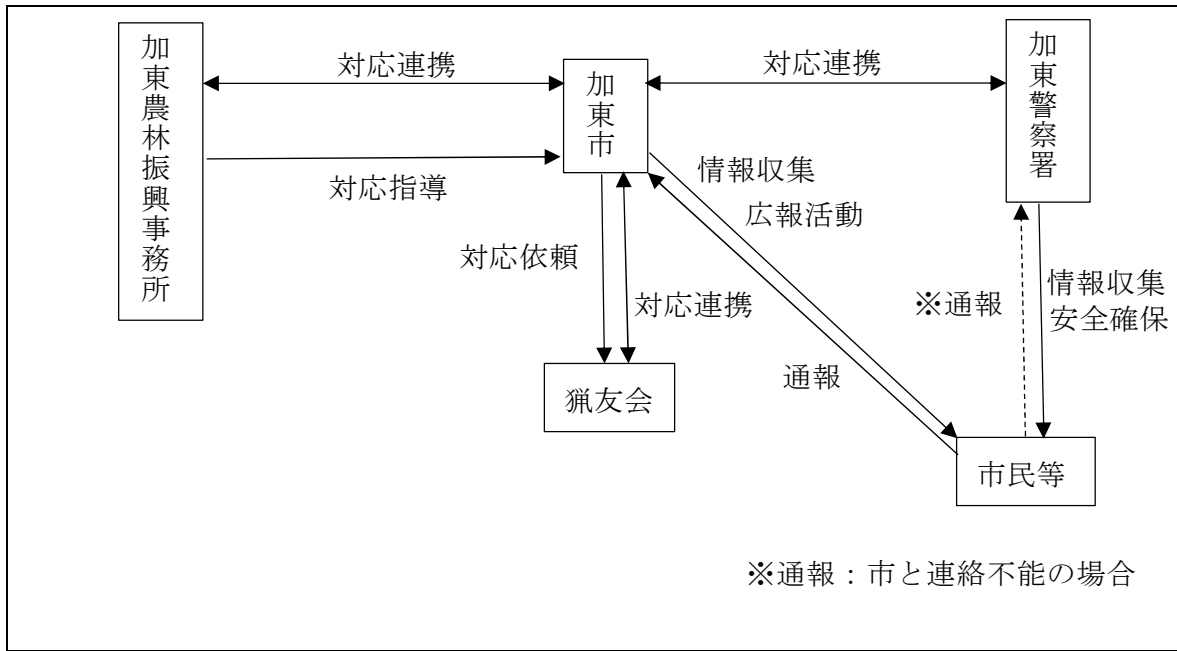 加東農林振興事務所
対応連携
加東市
対応連携
加東警察署
対応指導
情報収集
広報活動
対応依頼
対応連携
※通報
情報収集
安全確保
通報
猟友会
市民等
※通報：市と連絡不能の場合